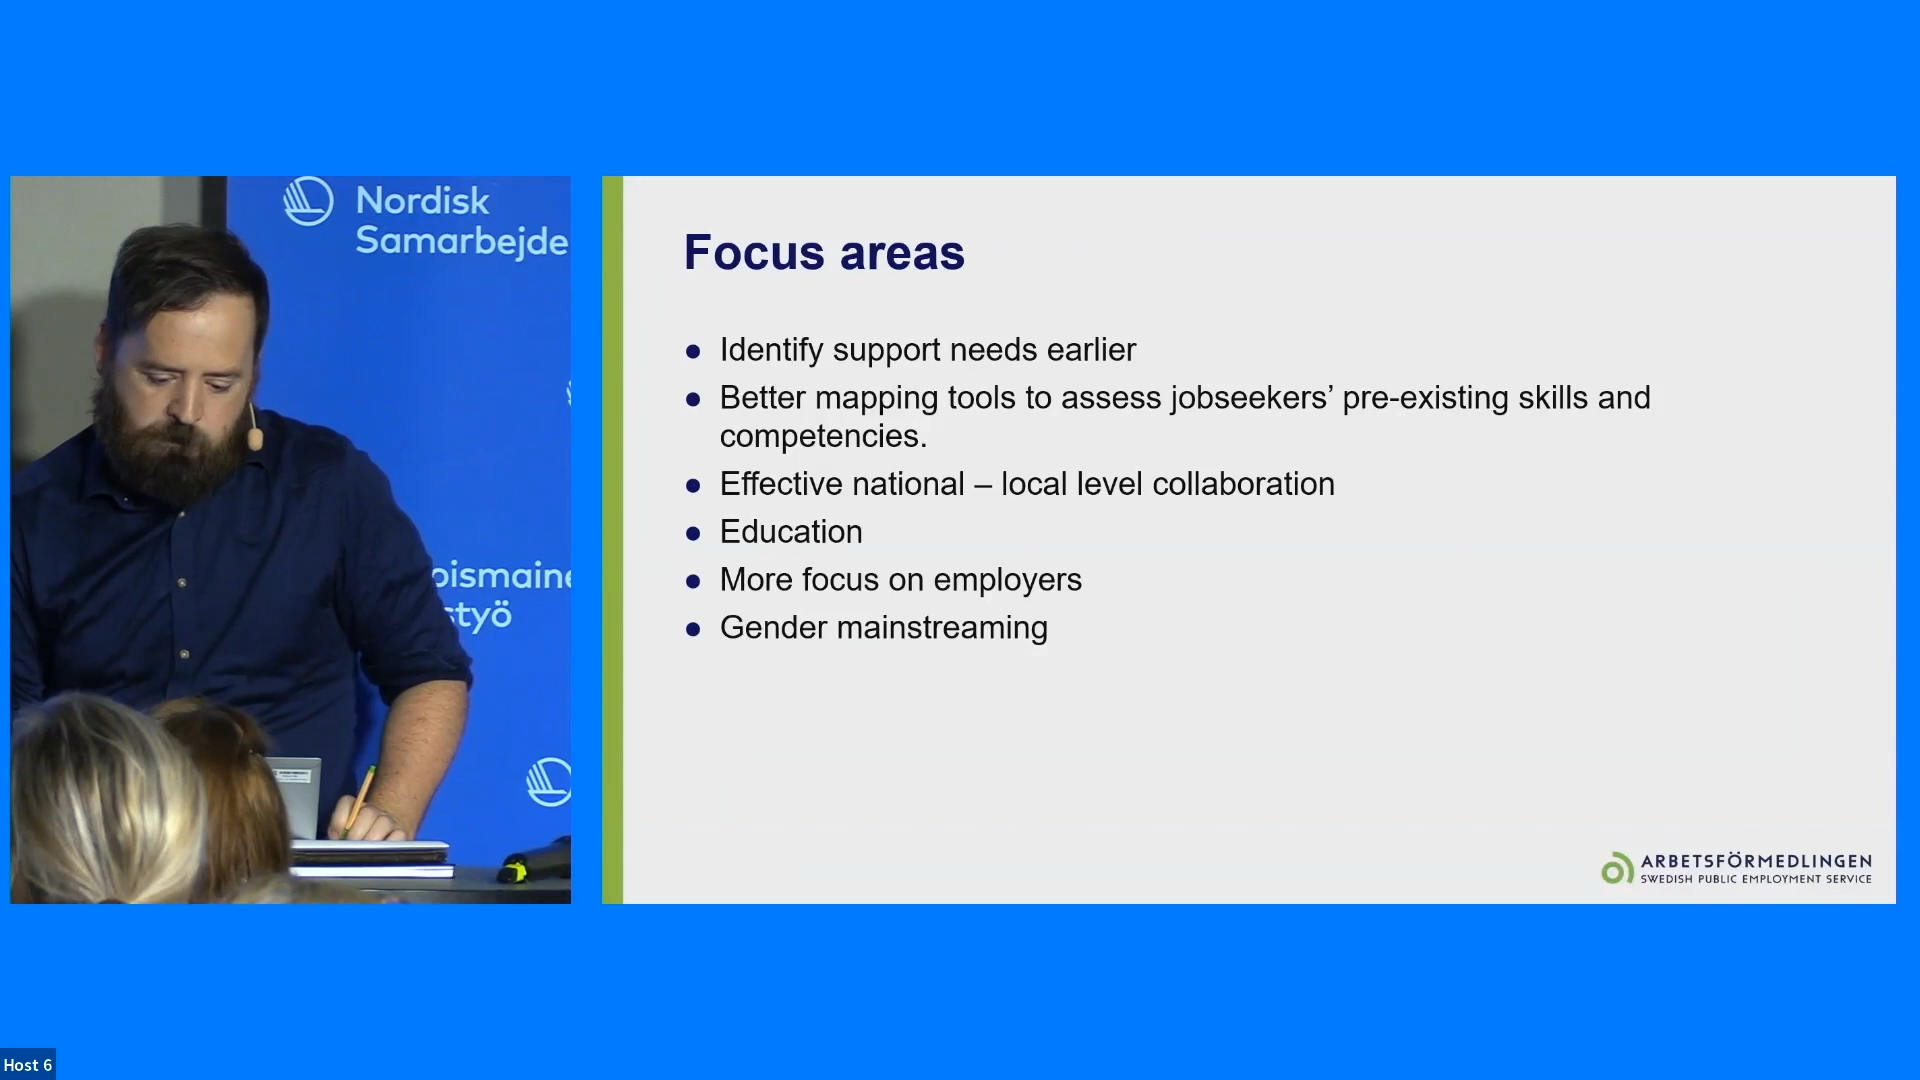 Nordisk
Samarbejde
Focus areas
● Identify support needs earlier
● Better mapping tools to assess jobseekers’ pre-existing skills and
competencies.
● Effective national – local level collaboration
● Education
● More focus on employers
● Gender mainstreaming
ARBETSFÖRMEDLINGEN
SWEDISH PUBLIC EMPLOYMENT SERVICE
Host 6